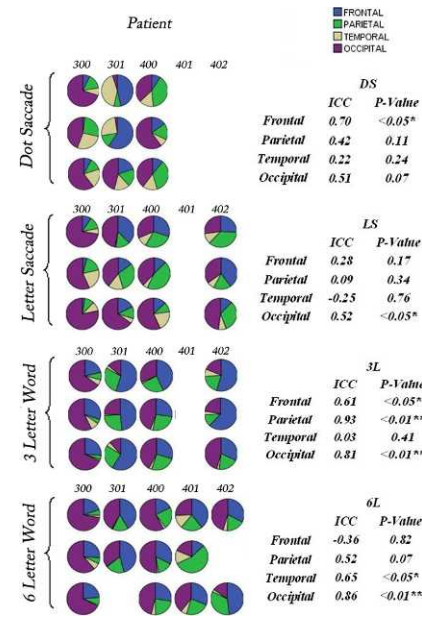 Patient
FRONTAL
PARIETAL
TEMPORAL
OCCIPITAL
300 301 400 401 402
Dot Saccade
DS
ICC P-Value
Frontal 0.70 <0.05*
Parietal 0.42 0.11
Temporal 0.22 0.24
Occipital 0.51 0.07
300 301 400 401 402
Letter Saccade
LS
ICC P-Value
Frontal 0.28 0.17
Parietal 0.09 0.34
Temporal -0.25 0.76
Occipital 0.52 <0.05*
300 301 400 401 402
3 Letter Word
3L
ICC P-Value
Frontal 0.61 <0.05*
Parietal 0.93 <0.01**
Temporal 0.03 0.41
Occipital 0.81 <0.01**
300 301 400 401 402
6 Letter Word
6L
ICC P-Value
Frontal -0.36 0.82
Parietal 0.52 0.07
Temporal 0.65 <0.05*
Occipital 0.86 <0.01**